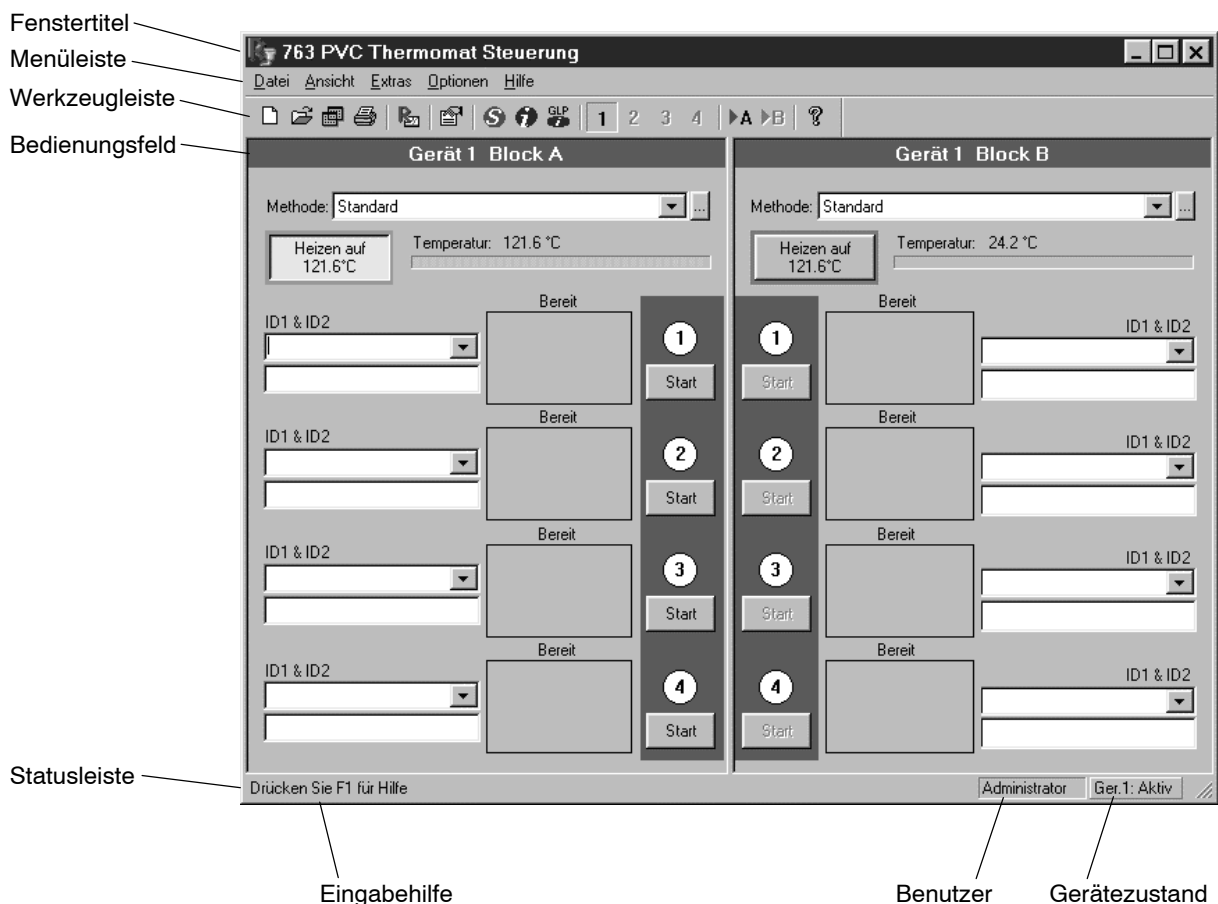 Fenstertitel
Menüleiste
Werkzeugleiste
Bedienungsfeld
763 PVC Thermomat Steuerung
Datei Ansicht Extras Optionen Hilfe
GLP 1 2 3 4 A B ?
Gerät 1 Block A
Methode: Standard ...
Heizen auf
121.6°C
Temperatur: 121.6 °C
ID1 & ID2
Bereit
1
Start
ID1 & ID2
Bereit
2
Start
ID1 & ID2
Bereit
3
Start
ID1 & ID2
Bereit
4
Start
Gerät 1 Block B
Methode: Standard ...
Heizen auf
121.6°C
Temperatur: 24.2 °C
1
Start
Bereit
ID1 & ID2
2
Start
Bereit
ID1 & ID2
3
Start
Bereit
ID1 & ID2
4
Start
Bereit
ID1 & ID2
Statusleiste
Drücken Sie F1 für Hilfe
Administrator
Ger.1: Aktiv
Eingabehilfe
Benutzer
Gerätezustand